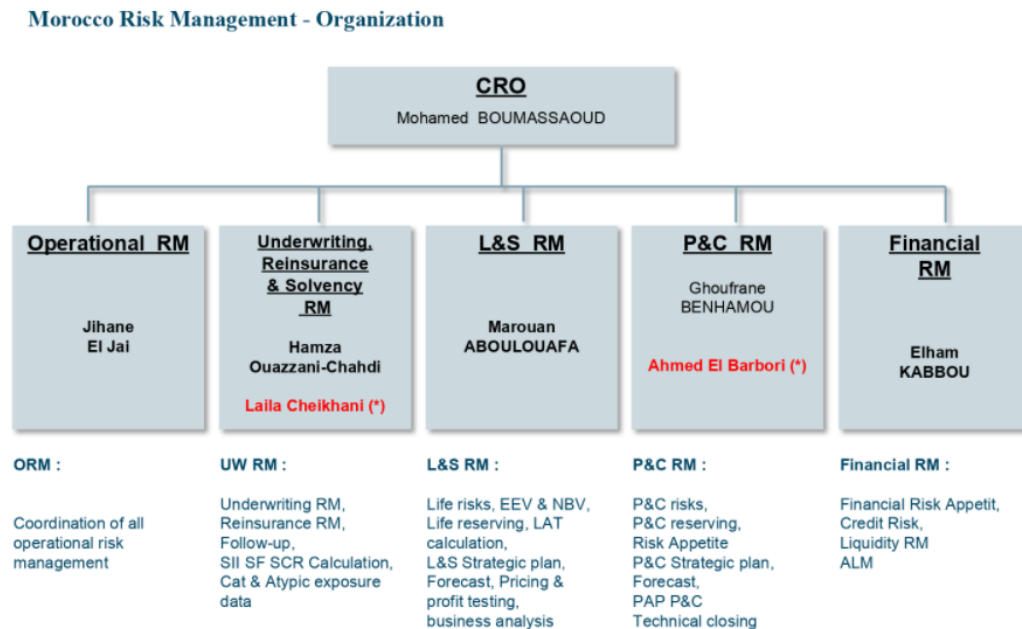 Morocco Risk Management - Organization
CRO
Mohamed BOUMASSAOUD
Operational RM
Jihane
El Jai
Underwriting,
Reinsurance
& Solvency
RM
Hamza
Ouazzani-Chahdi
Laila Cheikhani (*)
L&S RM
Marouan
ABOULOUAFA
P&C RM
Ghoufrane
BENHAMOU
Ahmed El Barbori (*)
Financial
RM
Elham
KABBOU
ORM :
Coordination of all
operational risk
management
UW RM :
Underwriting RM,
Reinsurance RM,
Follow-up,
SII SF SCR Calculation,
Cat & Atypic exposure
data
L&S RM :
Life risks, EEV & NBV,
Life reserving, LAT
calculation,
L&S Strategic plan,
Forecast, Pricing &
profit testing,
business analysis
P&C RM :
P&C risks,
P&C reserving,
Risk Appetite
P&C Strategic plan,
Forecast,
PAP P&C
Technical closing
Financial RM :
Financial Risk Appetit,
Credit Risk,
Liquidity RM
ALM